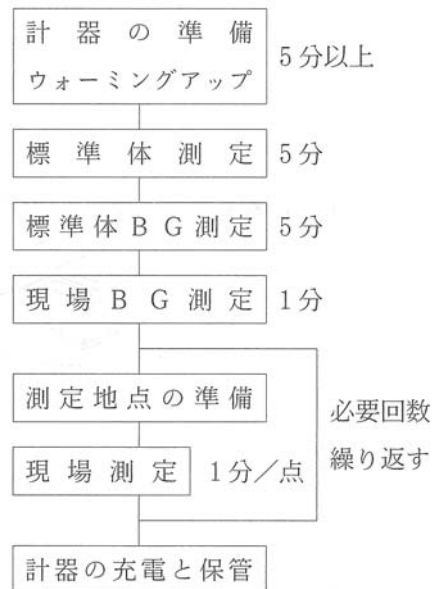 計器の準備
ウォーミングアップ
5分以上
標準体測定
5分
標準体BG測定
5分
現場BG測定
1分
測定地点の準備
現場測定
1分／点
必要回数
繰り返す
計器の充電と保管